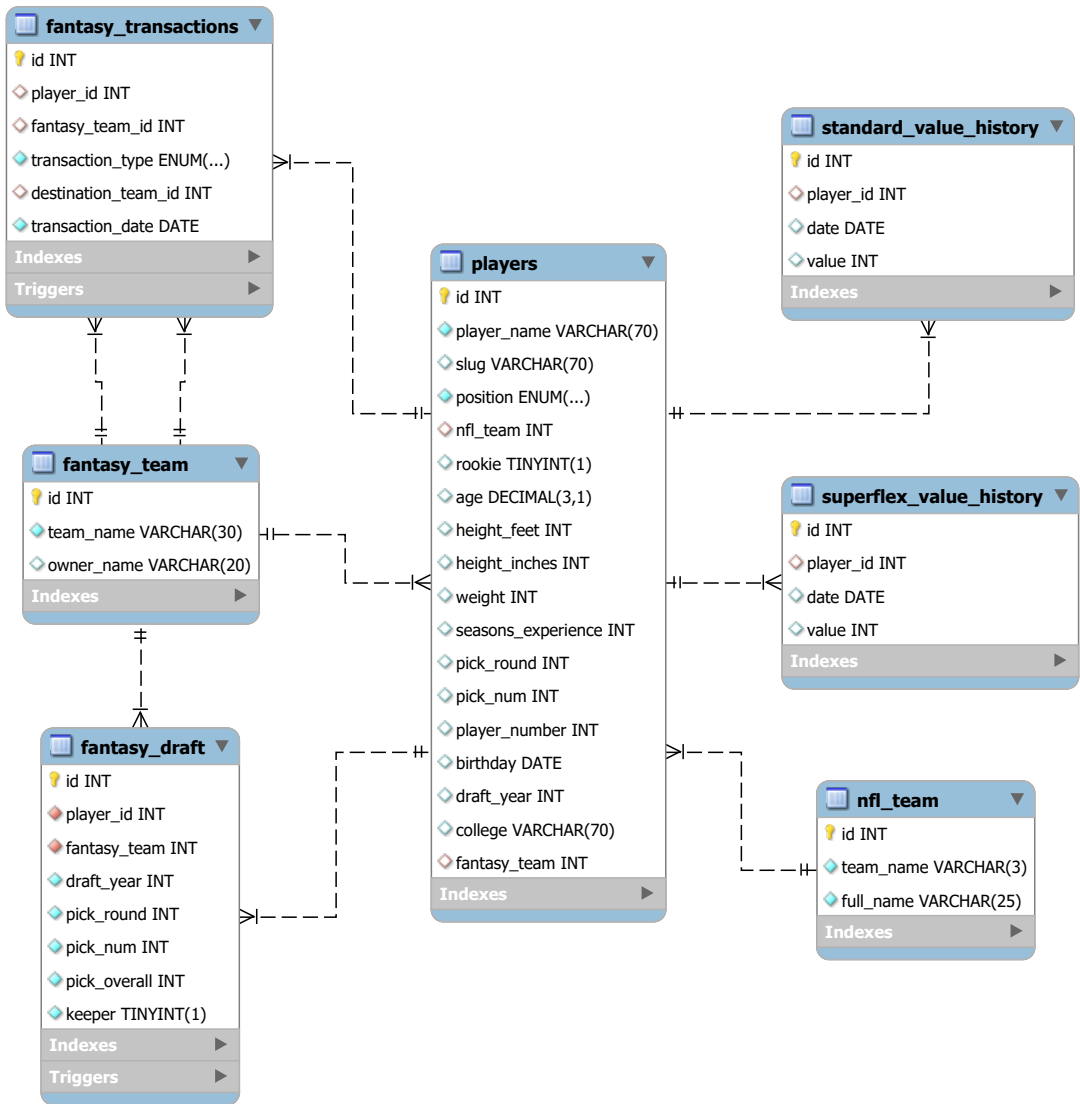 fantasy_transactions
id INT
player_id INT
fantasy_team_id INT
transaction_type ENUM(...)
destination_team_id INT
transaction_date DATE
Indexes
Triggers
fantasy_team
id INT
team_name VARCHAR(30)
owner_name VARCHAR(20)
Indexes
fantasy_draft
id INT
player_id INT
fantasy_team INT
draft_year INT
pick_round INT
pick_num INT
pick_overall INT
keeper TINYINT(1)
Indexes
Triggers
players
id INT
player_name VARCHAR(70)
slug VARCHAR(70)
position ENUM(...)
nfl_team INT
rookie TINYINT(1)
age DECIMAL(3,1)
height_feet INT
height_inches INT
weight INT
seasons_experience INT
pick_round INT
pick_num INT
player_number INT
birthday DATE
draft_year INT
college VARCHAR(70)
fantasy_team INT
Indexes
standard_value_history
id INT
player_id INT
date DATE
value INT
Indexes
superflex_value_history
id INT
player_id INT
date DATE
value INT
Indexes
nfl_team
id INT
team_name VARCHAR(3)
full_name VARCHAR(25)
Indexes